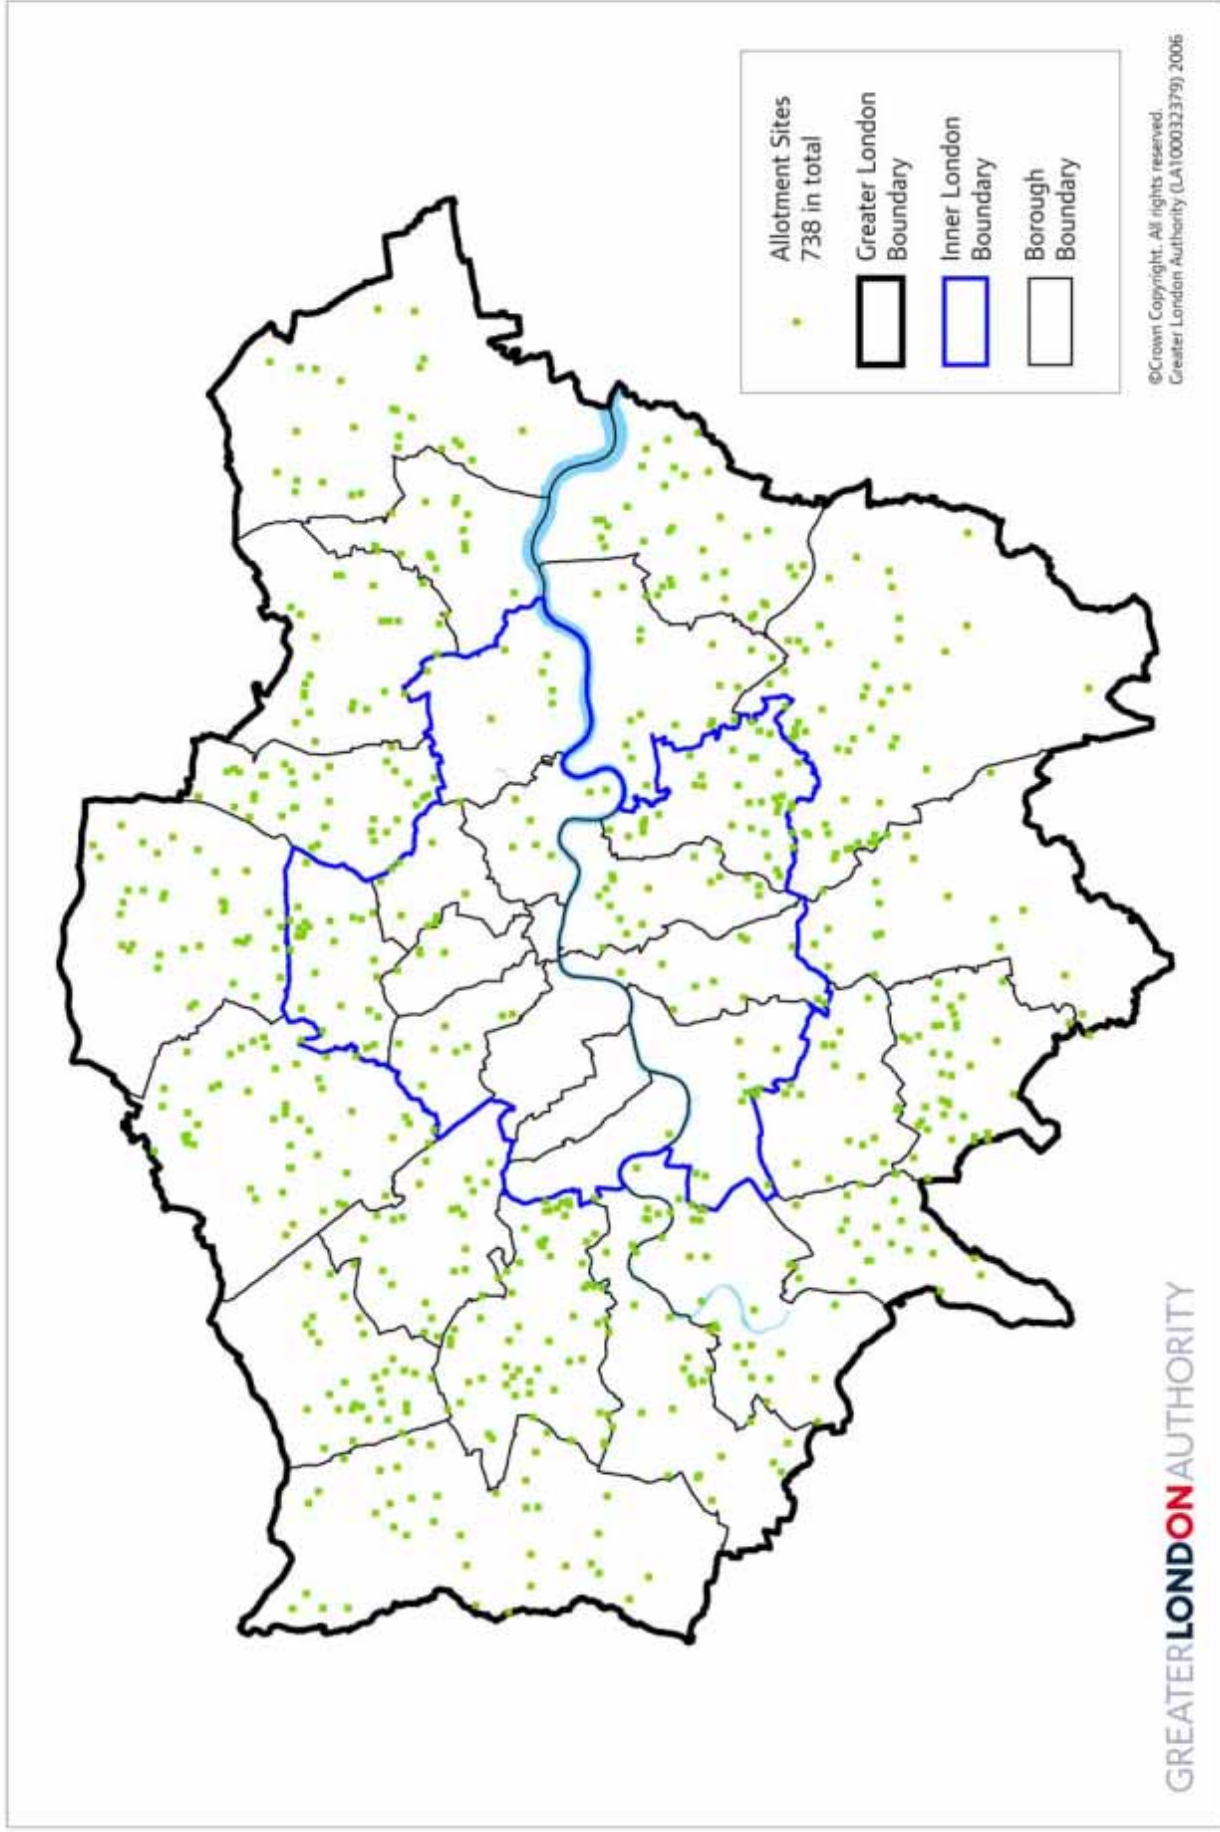 Allotment Sites
738 in total
Greater London
Boundary
Inner London
Boundary
Borough
Boundary
©Crown Copyright. All rights reserved.
Greater London Authority (LA100032379) 2006
GREATERLONDONAUTHORITY